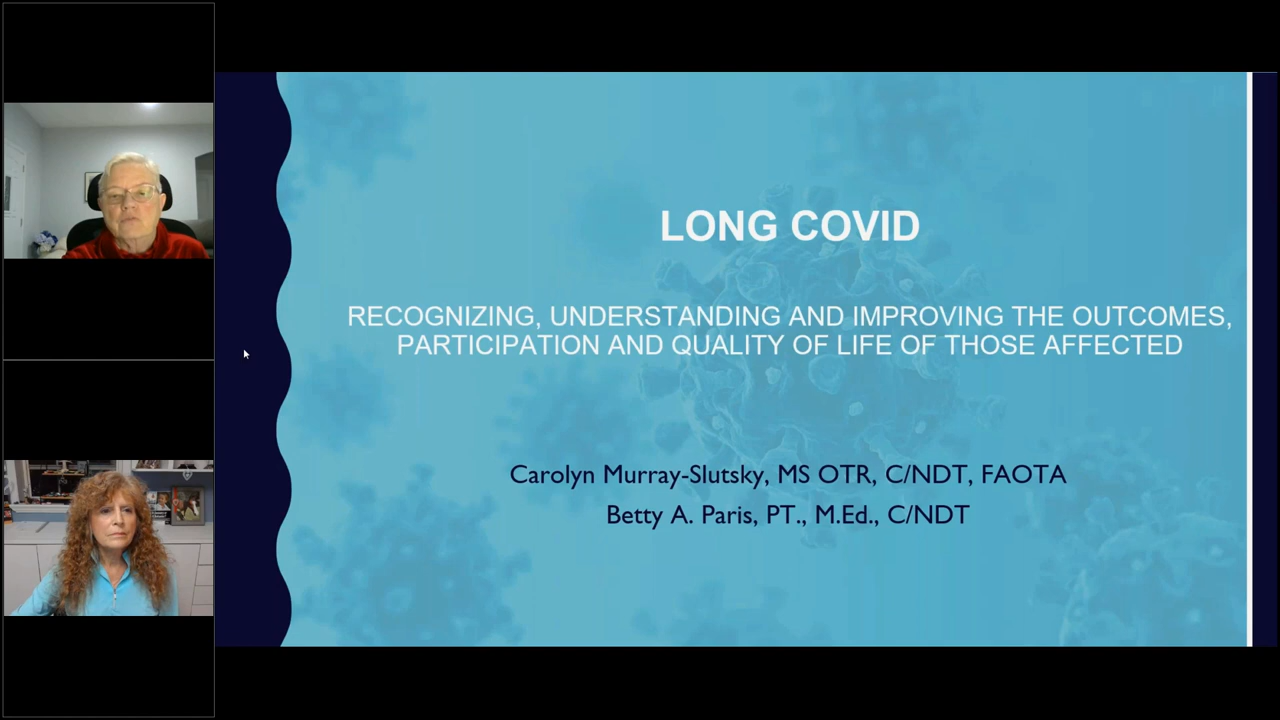 LONG COVID
RECOGNIZING, UNDERSTANDING AND IMPROVING THE OUTCOMES,
PARTICIPATION AND QUALITY OF LIFE OF THOSE AFFECTED
Carolyn Murray-Slutsky, MS OTR, C/NDT, FAOTA
Betty A. Paris, PT., M.Ed., C/NDT